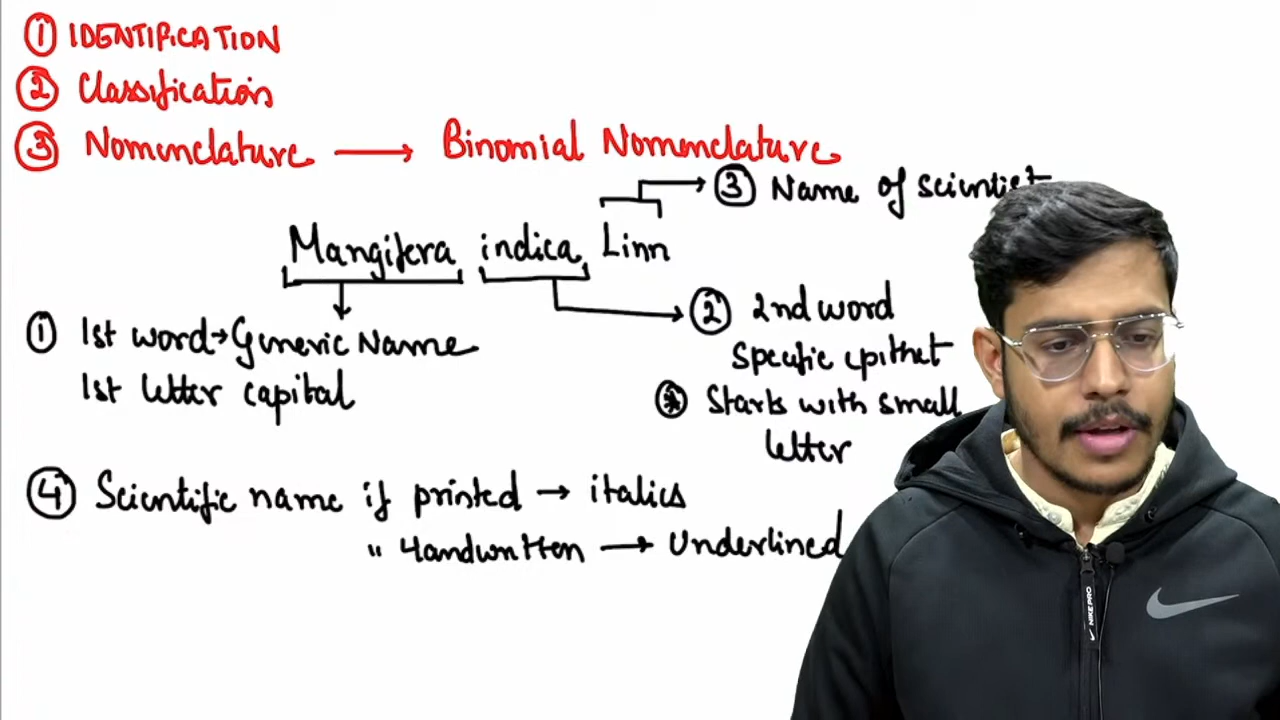 ① IDENTIFICATION
② Classification
③ Nomenclature → Binomial Nomenclature
③ Name of scientist
Mangifera indica Linn
① 1st word → Generic Name
1st letter capital
② 2nd word
specific epithet
Starts with small
letter
④ Scientific name if printed → italics
" Handwritten → Underlined
NIKE PRO